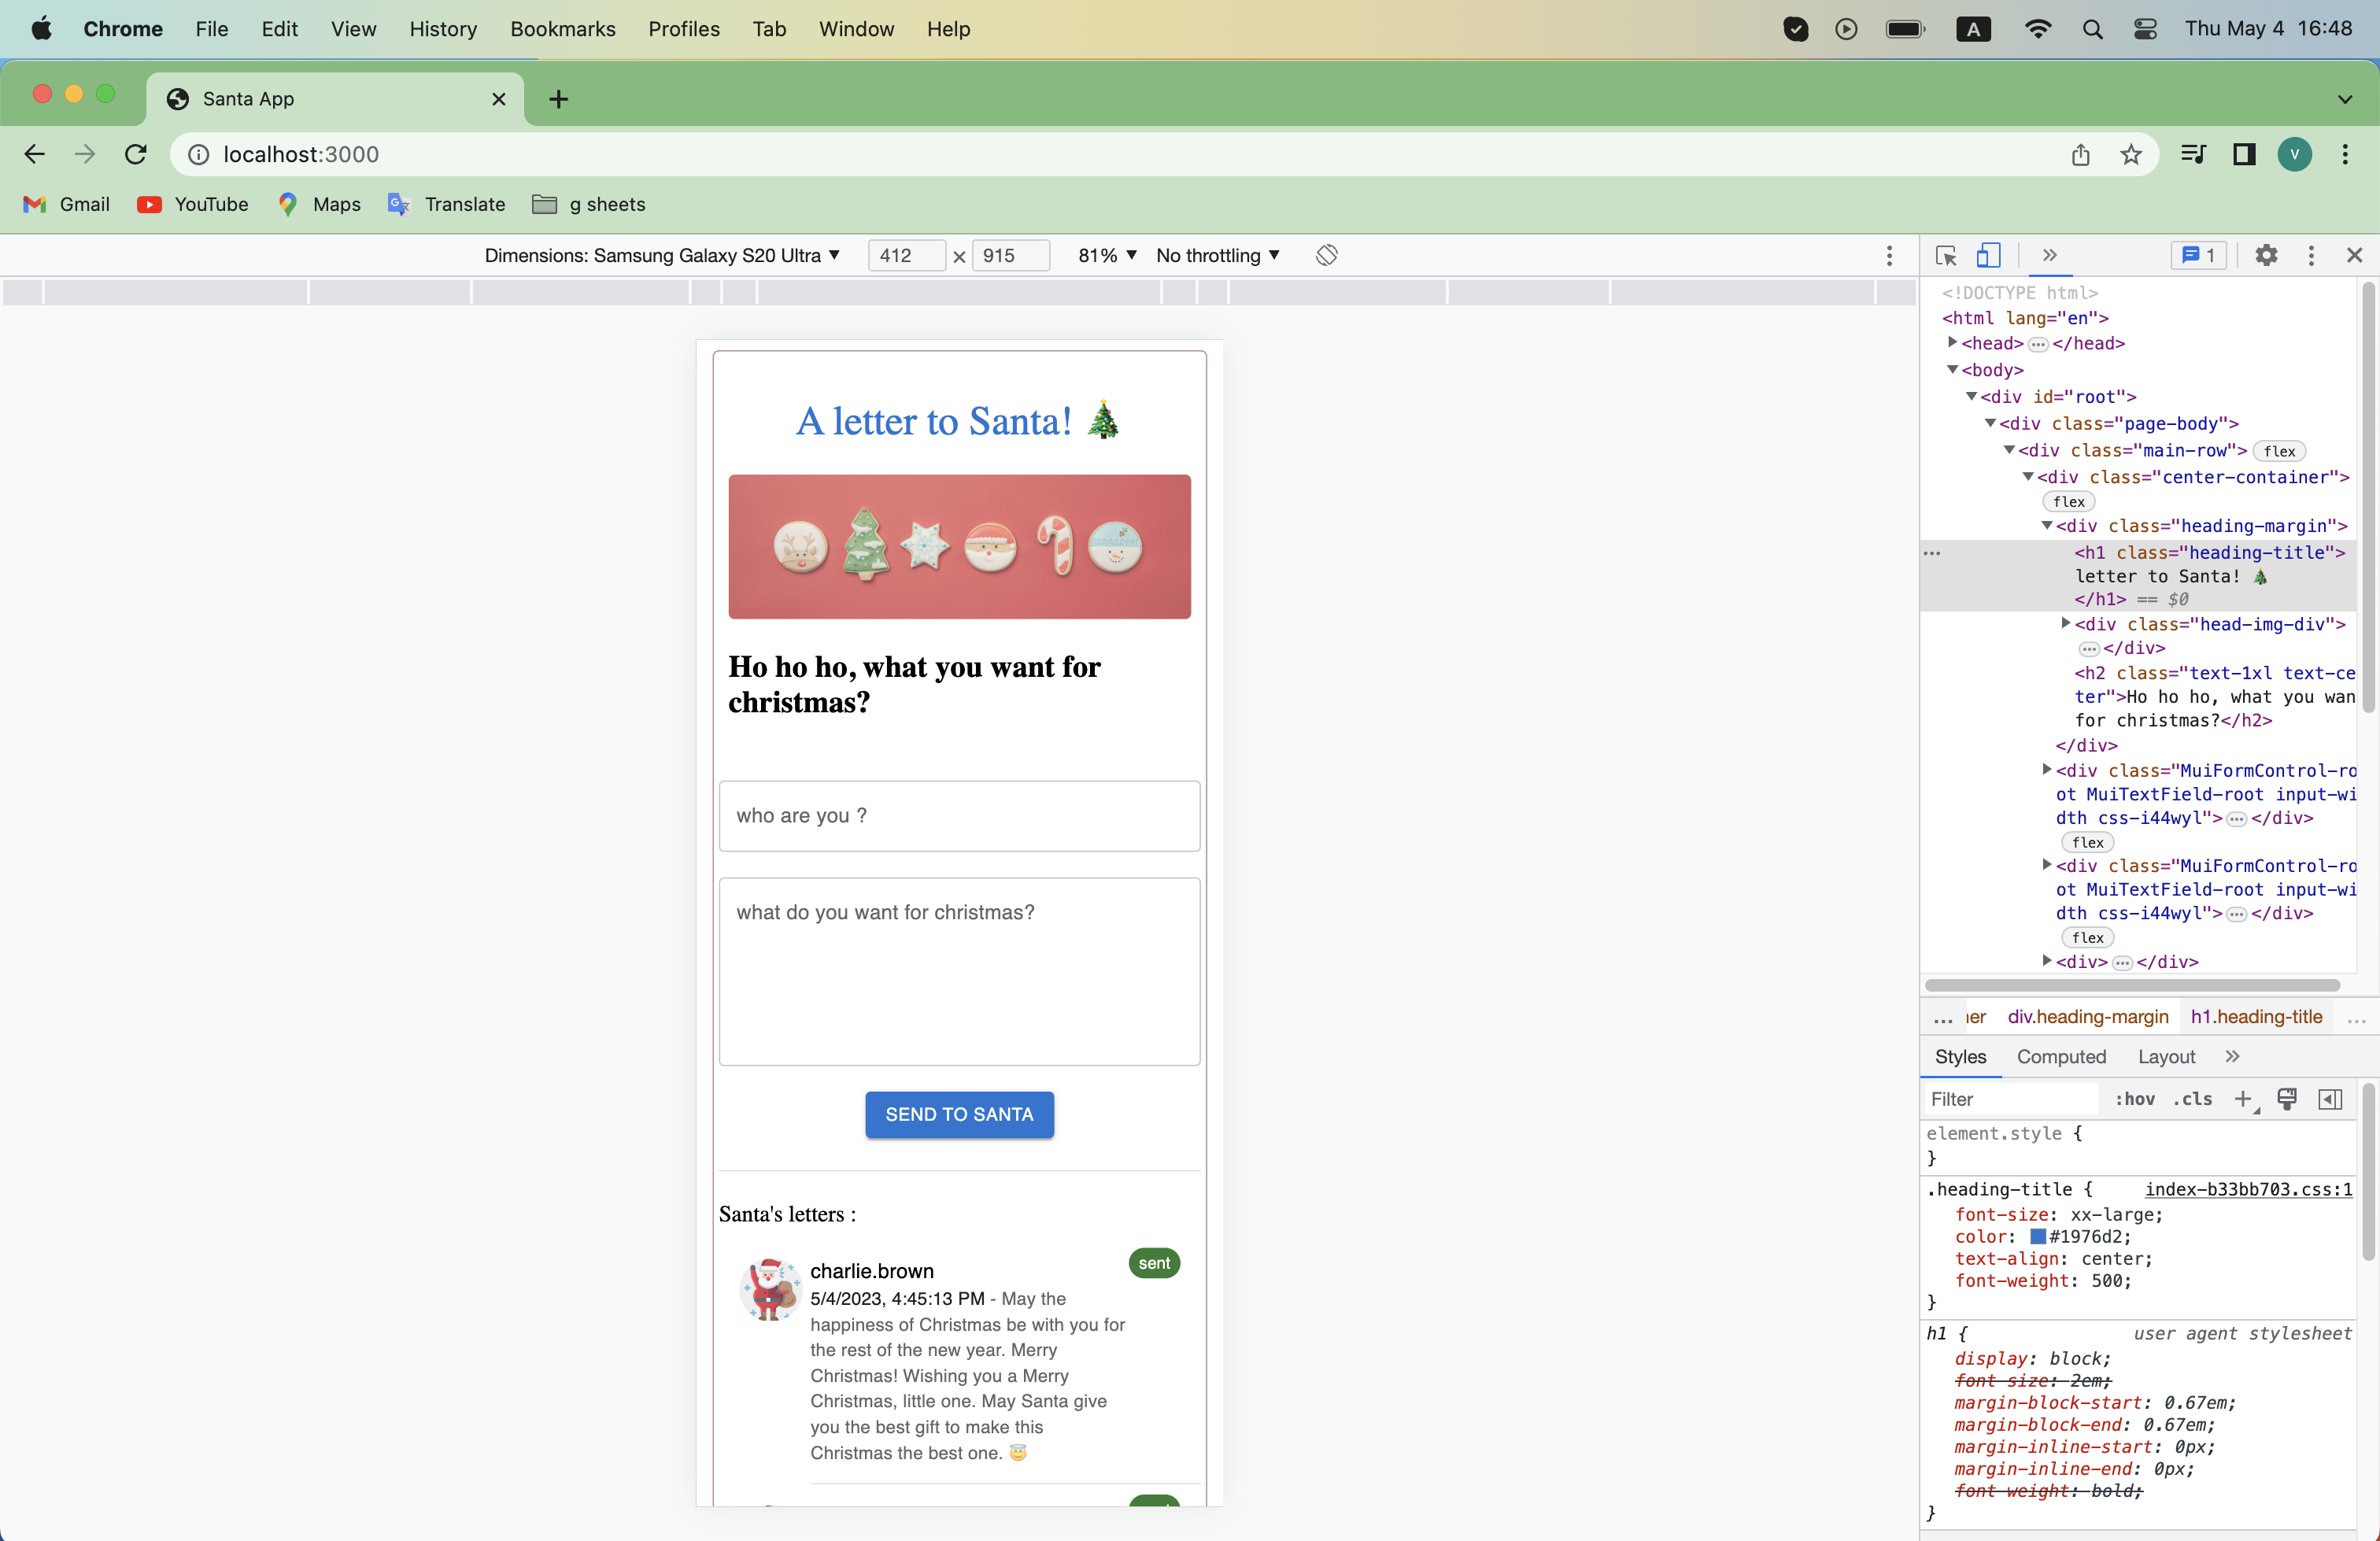 Chrome File Edit View History Bookmarks Profiles Tab Window Help A Thu May 4 16:48
Santa App
localhost:3000 V
Gmail YouTube Maps Translate g sheets
Dimensions: Samsung Galaxy S20 Ultra 412 × 915 81% No throttling 1
A letter to Santa! 🎄
Ho ho ho, what you want for
christmas?
who are you ?
what do you want for christmas?
SEND TO SANTA
Santa's letters :
charlie.brown sent
5/4/2023, 4:45:13 PM - May the
happiness of Christmas be with you for
the rest of the new year. Merry
Christmas! Wishing you a Merry
Christmas, little one. May Santa give
you the best gift to make this
Christmas the best one. 😇
<!DOCTYPE html>
<html lang="en">
<head>…</head>
<body>
<div id="root">
<div class="page-body">
<div class="main-row"> flex
<div class="center-container">
flex
<div class="heading-margin">
… <h1 class="heading-title">
letter to Santa! 🎄
</h1> == $0
<div class="head-img-div">
…</div>
<h2 class="text-1xl text-ce
ter">Ho ho ho, what you wan
for christmas?</h2>
</div>
<div class="MuiFormControl-ro
ot MuiTextField-root input-wi
dth css-i44wyl">…</div>
flex
<div class="MuiFormControl-ro
ot MuiTextField-root input-wi
dth css-i44wyl">…</div>
flex
<div>…</div>
… ner div.heading-margin h1.heading-title …
Styles Computed Layout
Filter :hov .cls
element.style {
}
.heading-title { index-b33bb703.css:1
font-size: xx-large;
color: #1976d2;
text-align: center;
font-weight: 500;
}
h1 { user agent stylesheet
display: block;
font-size: 2em;
margin-block-start: 0.67em;
margin-block-end: 0.67em;
margin-inline-start: 0px;
margin-inline-end: 0px;
font-weight: bold;
}